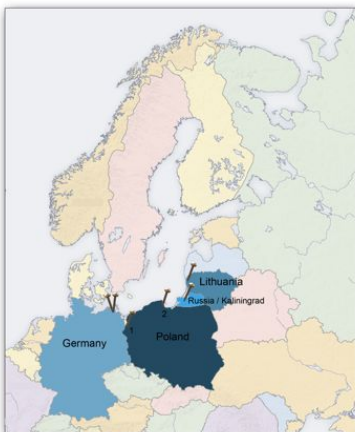 Lithuania
Russia / Kaliningrad
2
1
Germany
Poland